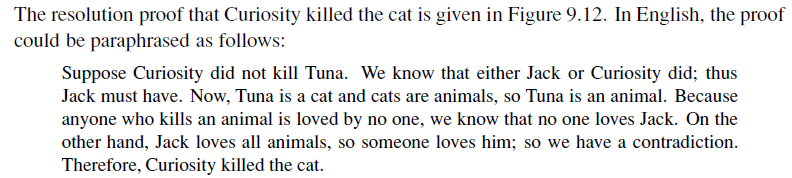 The resolution proof that Curiosity killed the cat is given in Figure 9.12. In English, the proof
could be paraphrased as follows:
Suppose Curiosity did not kill Tuna. We know that either Jack or Curiosity did; thus
Jack must have. Now, Tuna is a cat and cats are animals, so Tuna is an animal. Because
anyone who kills an animal is loved by no one, we know that no one loves Jack. On the
other hand, Jack loves all animals, so someone loves him; so we have a contradiction.
Therefore, Curiosity killed the cat.